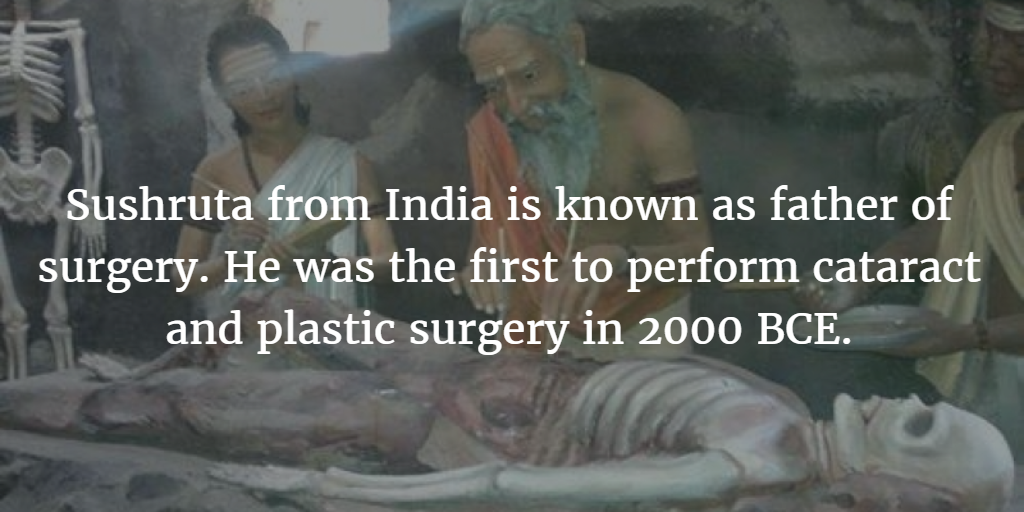 Sushruta from India is known as father of
surgery. He was the first to perform cataract
and plastic surgery in 2000 BCE.